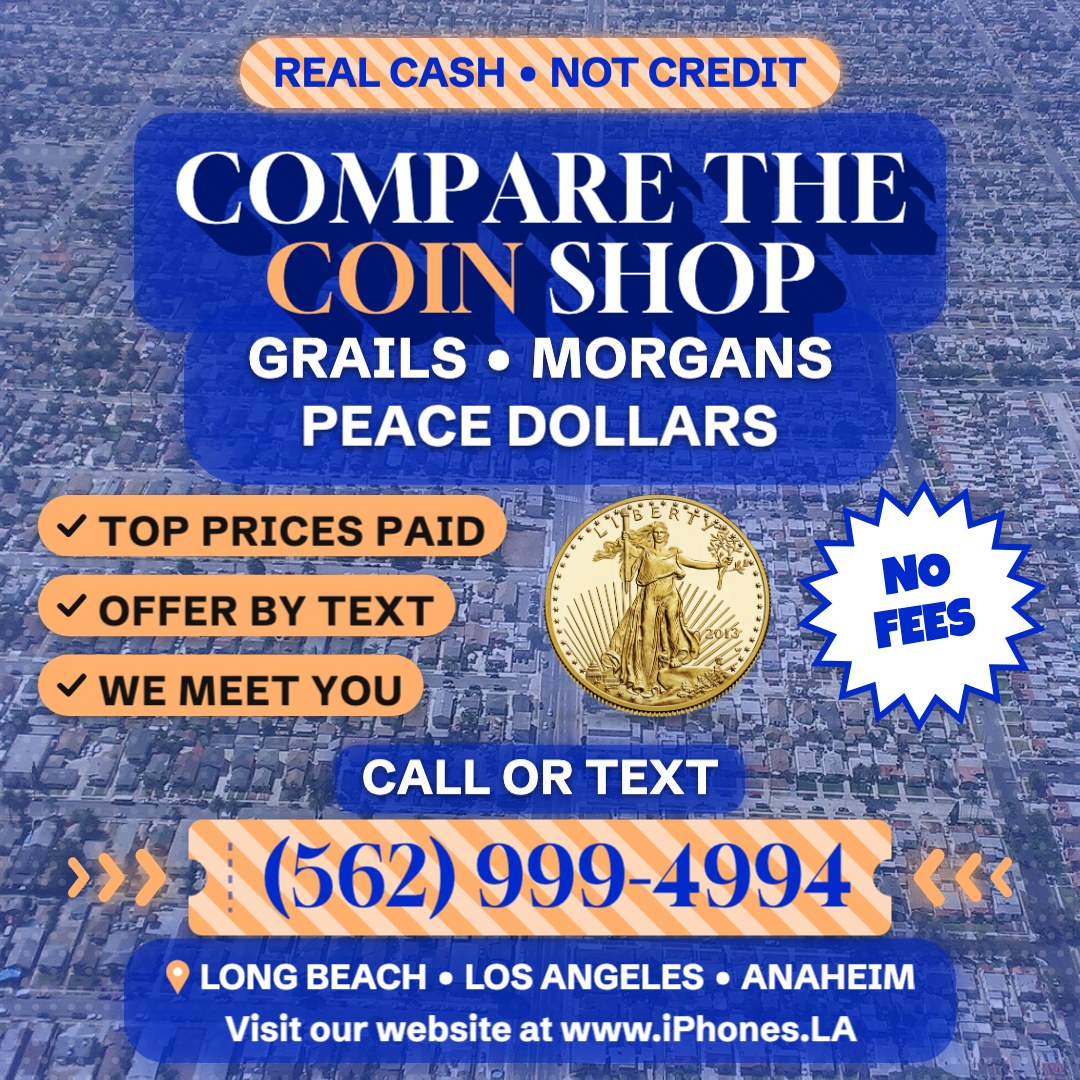 REAL CASH • NOT CREDIT
COMPARE THE
COIN SHOP
GRAILS • MORGANS
PEACE DOLLARS
✓ TOP PRICES PAID
✓ OFFER BY TEXT
✓ WE MEET YOU
LIBERTY
2013
NO
FEES
CALL OR TEXT
(562) 999-4994
LONG BEACH • LOS ANGELES • ANAHEIM
Visit our website at www.iPhones.LA